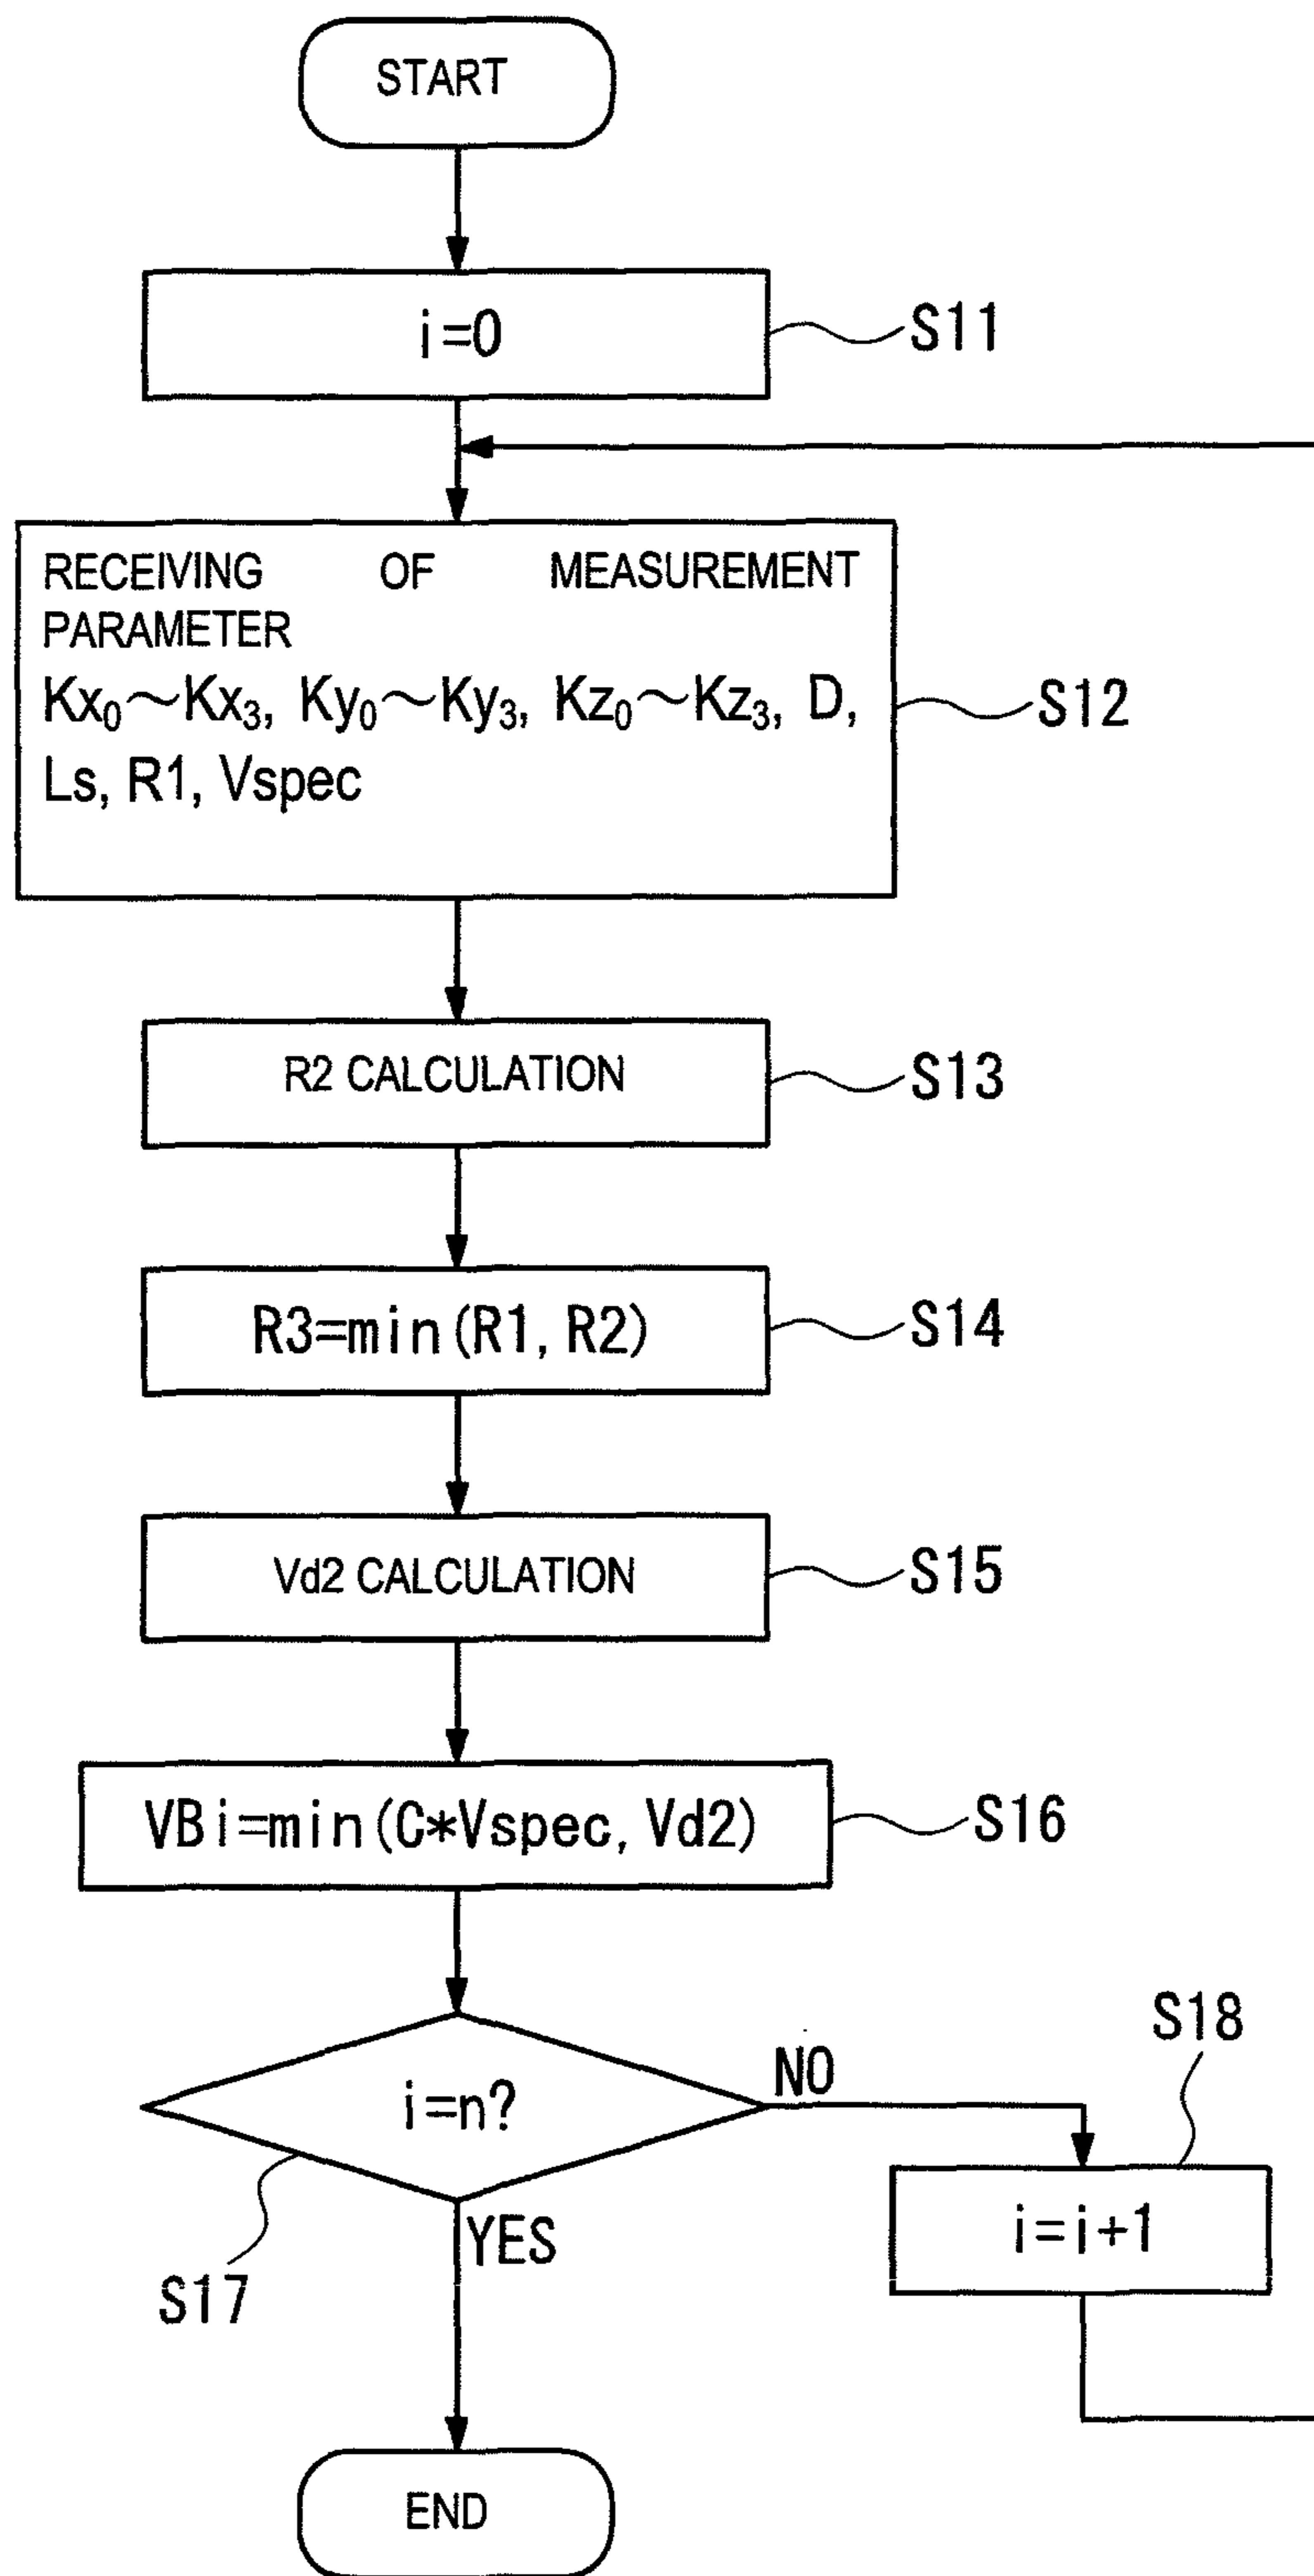 START
i=0
S11
RECEIVING OF MEASUREMENT
PARAMETER
Kx₀～Kx₃, Ky₀～Ky₃, Kz₀～Kz₃, D,
Ls, R1, Vspec
S12
R2 CALCULATION
S13
R3=min(R1, R2)
S14
Vd2 CALCULATION
S15
VBi=min(C*Vspec, Vd2)
S16
i=n?
NO
S18
YES
i=i+1
S17
END